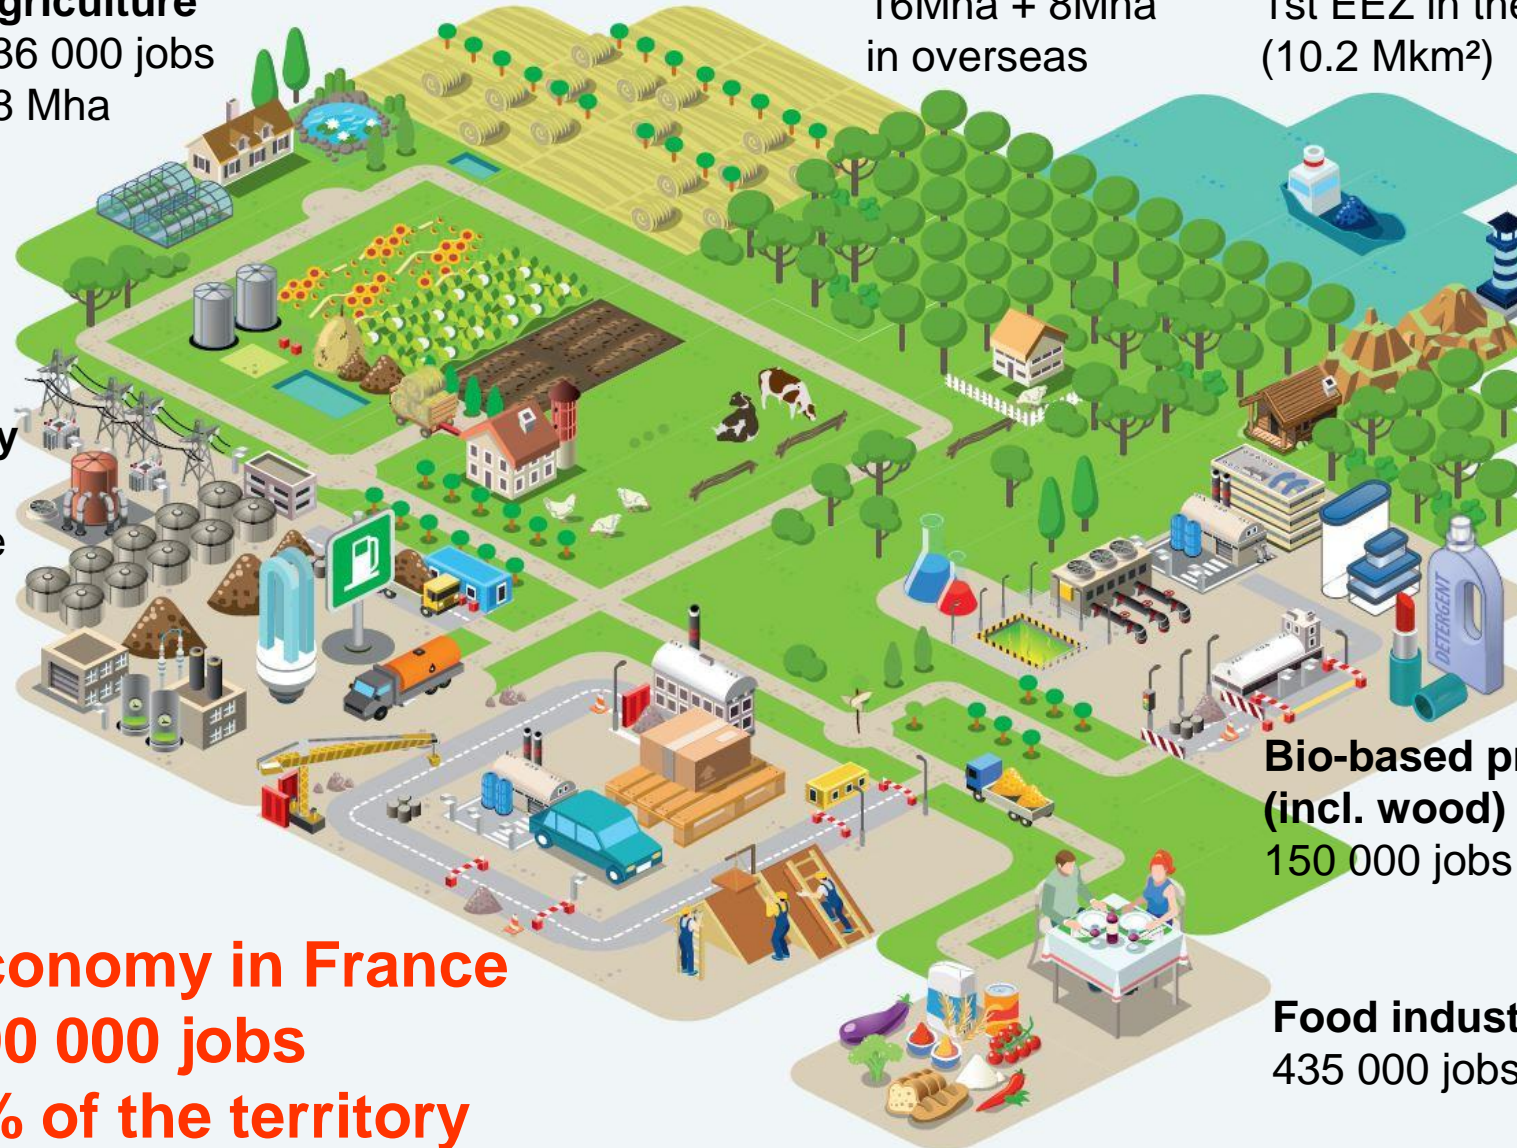 griculture
36 000 jobs
8 Mha
16Mha + 8Mha
in overseas
1st EEZ in the
(10.2 Mkm²)
y
e
DETERGENT
Bio-based pr
(incl. wood)
150 000 jobs
conomy in France
00 000 jobs
% of the territory
Food indust
435 000 jobs